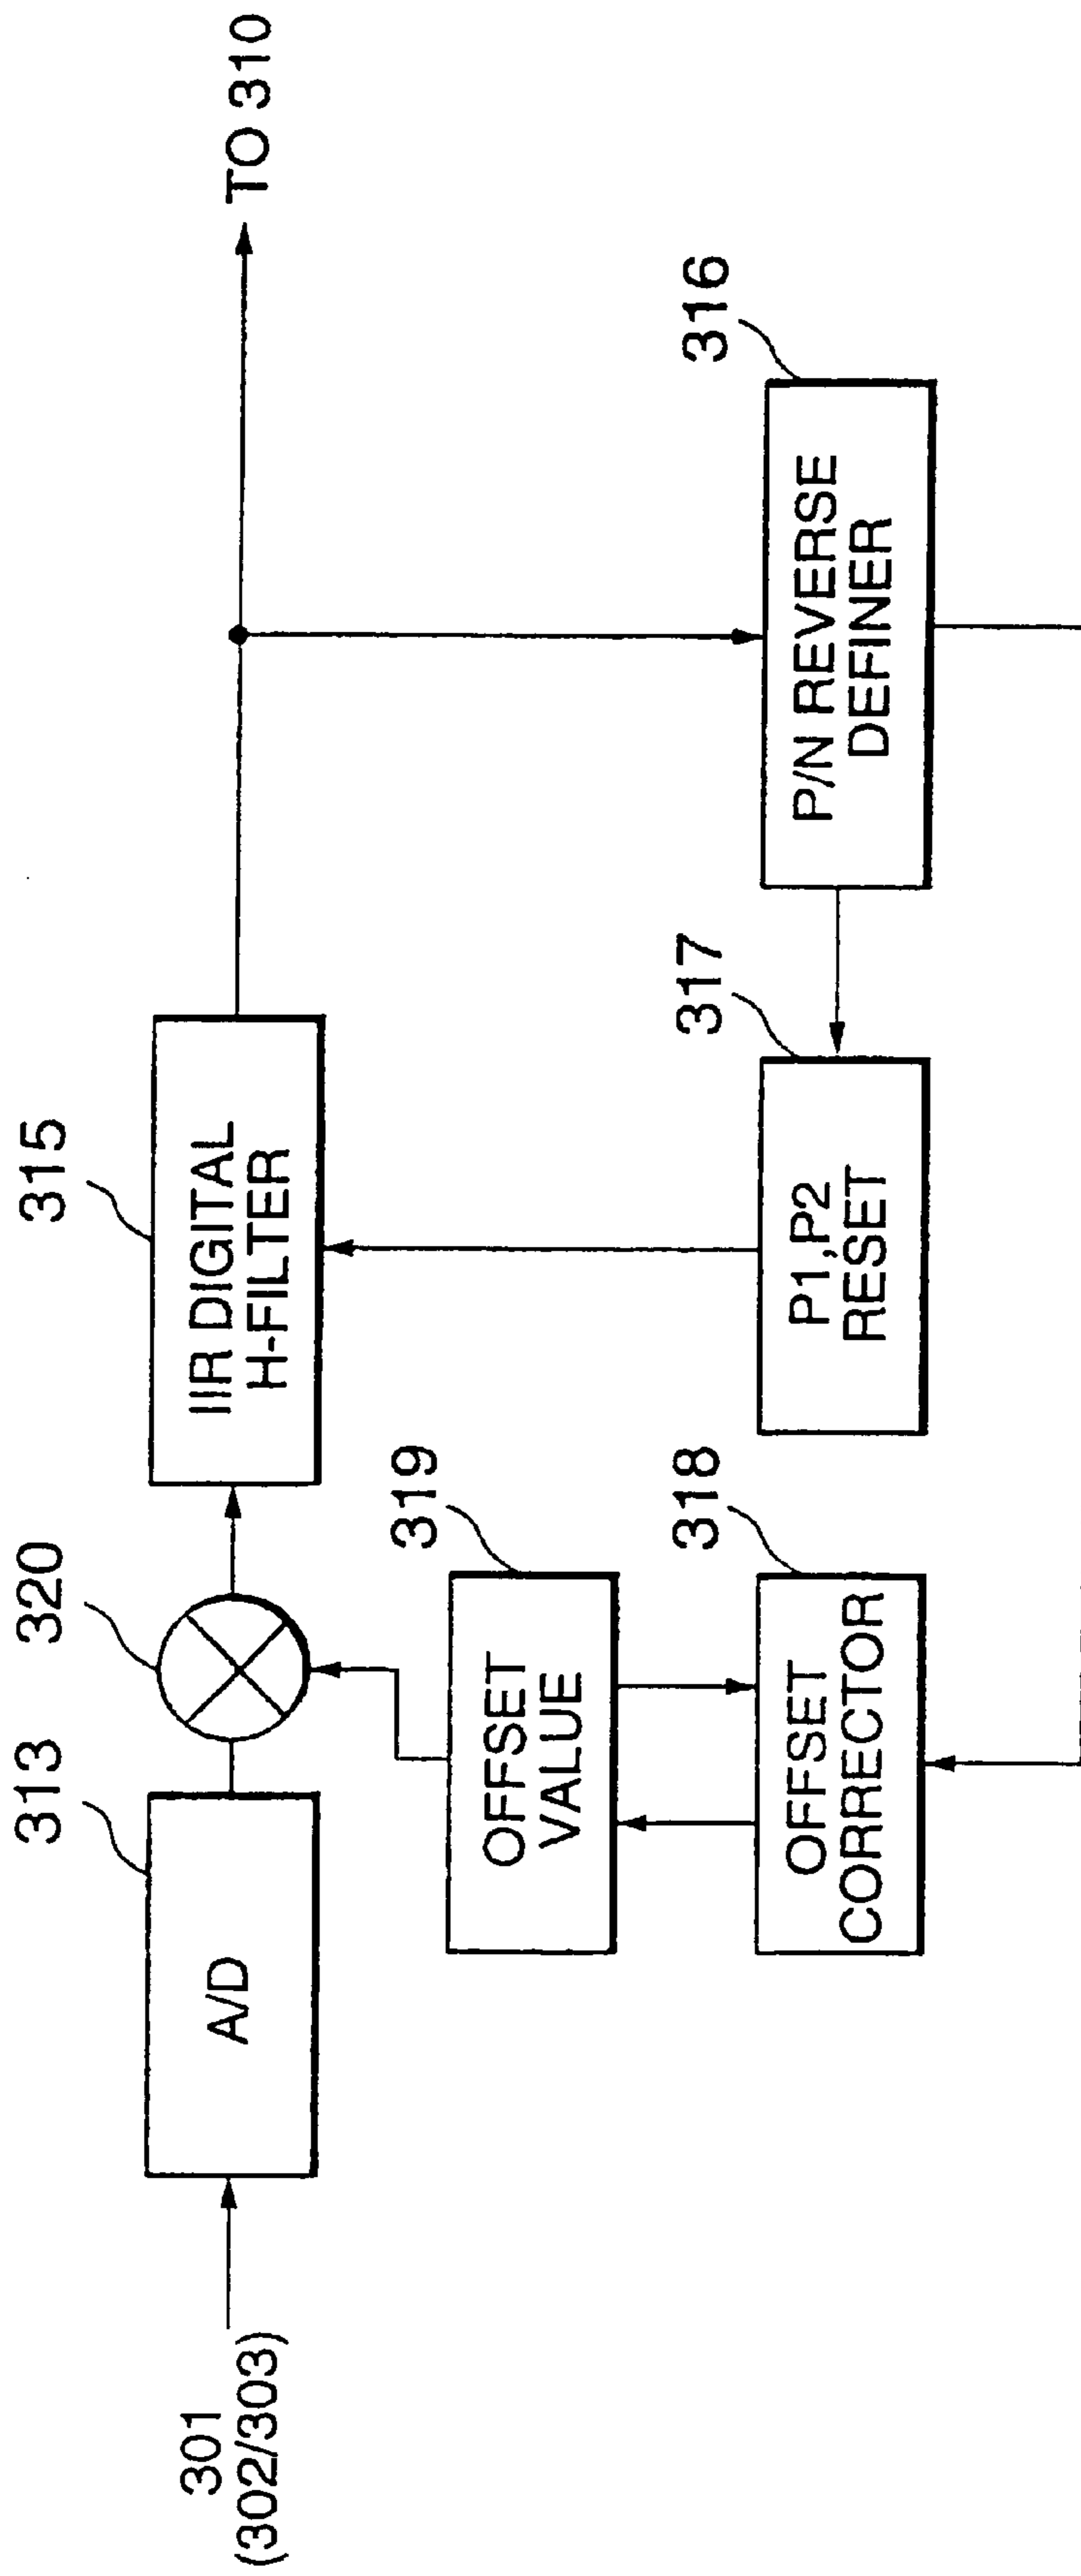 301
(302/303)
313
A/D
320
315
IIR DIGITAL
H-FILTER
TO 310
319
OFFSET
VALUE
318
OFFSET
CORRECTOR
317
P1,P2
RESET
316
P/N REVERSE
DEFINER